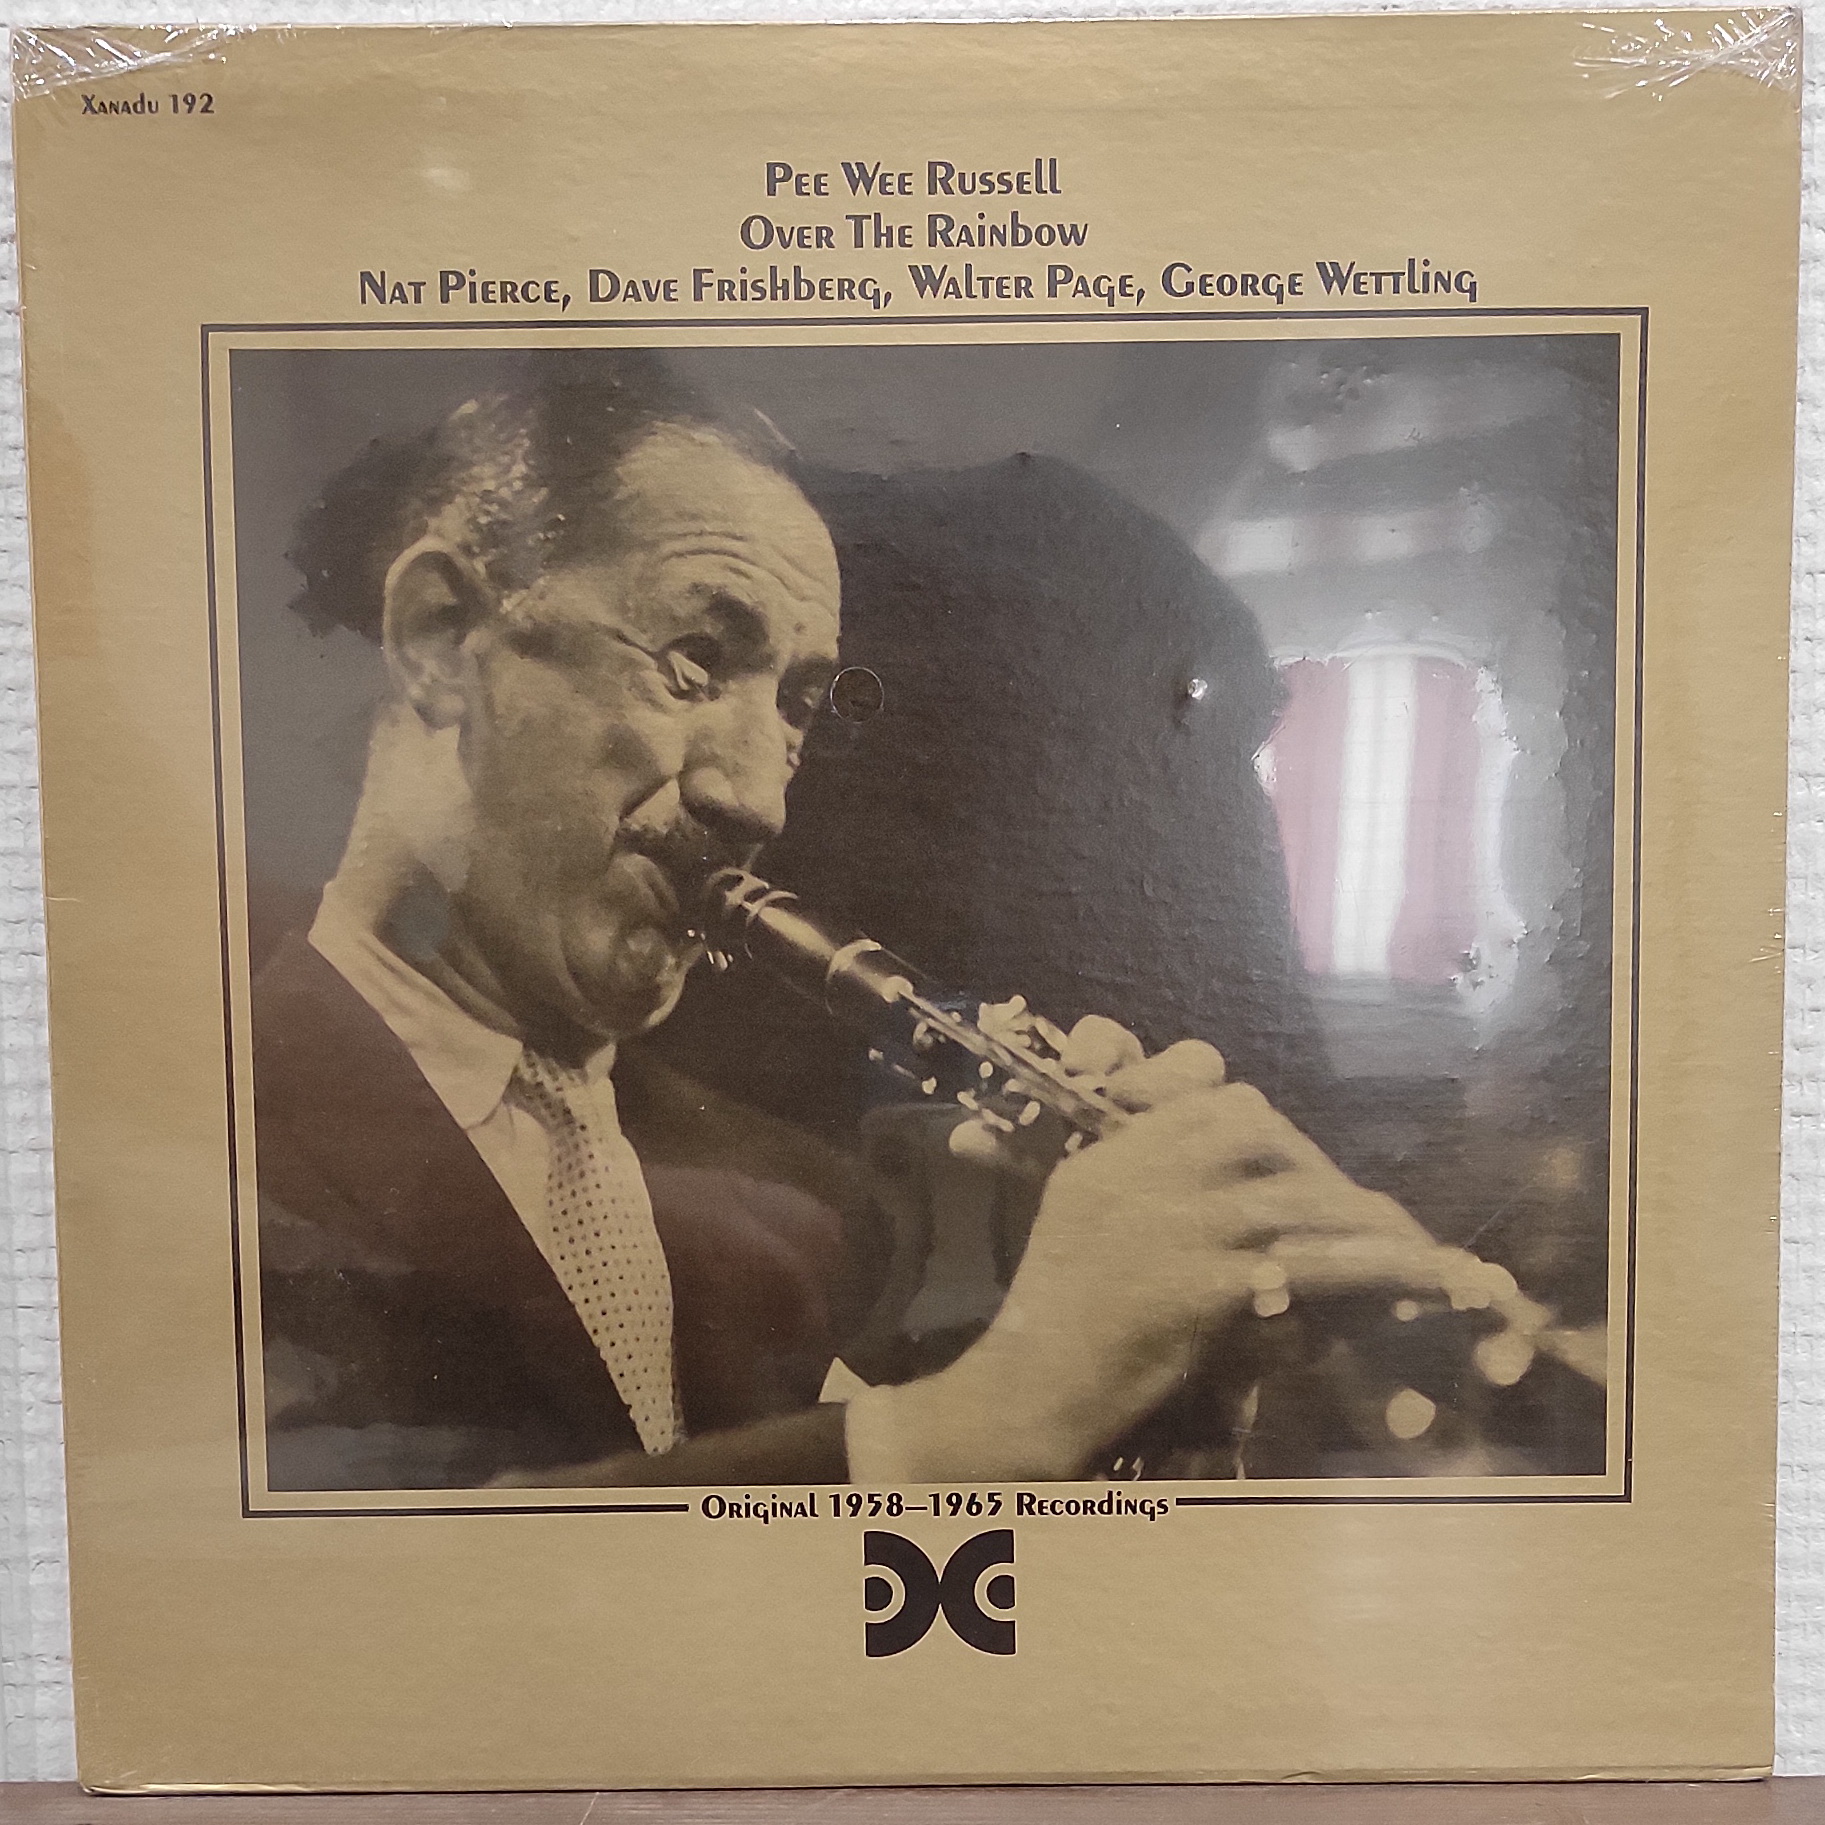 Xanadu 192
Pee Wee Russell
Over The Rainbow
Nat Pierce, Dave Frishberg, Walter Page, George Wettling
Original 1958–1965 Recordings